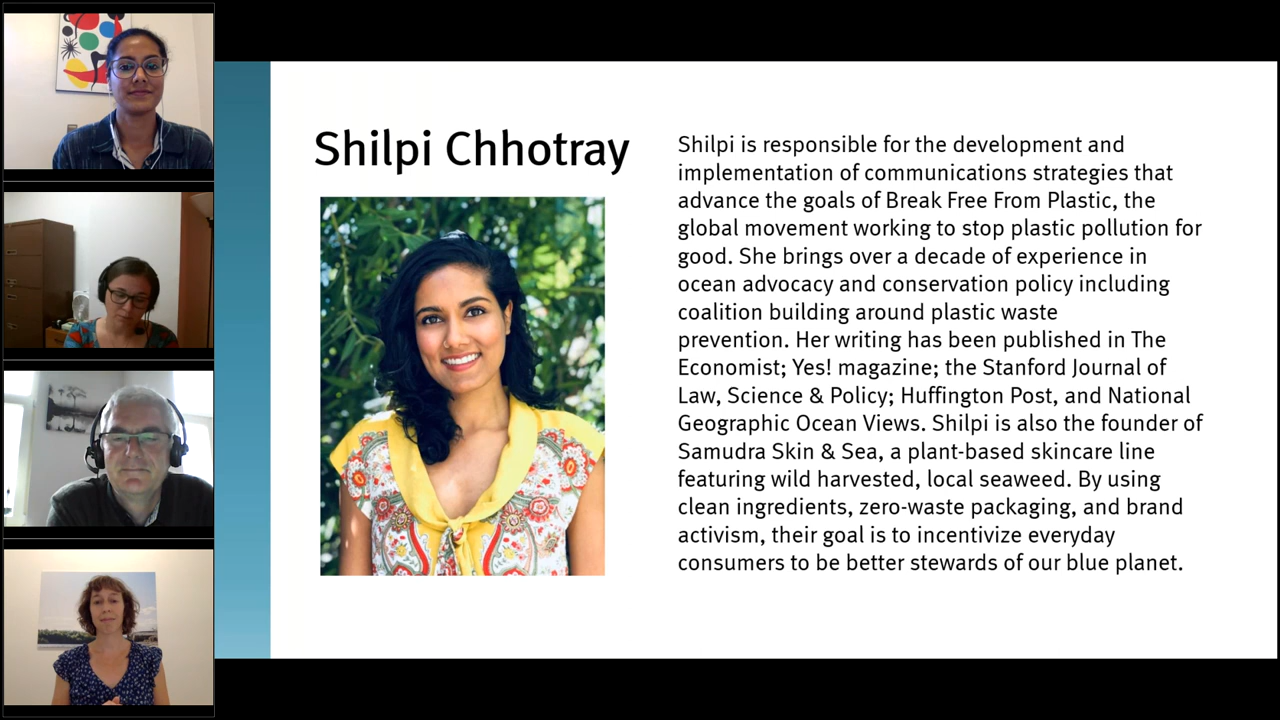 Shilpi Chhotray
Shilpi is responsible for the development and
implementation of communications strategies that
advance the goals of Break Free From Plastic, the
global movement working to stop plastic pollution for
good. She brings over a decade of experience in
ocean advocacy and conservation policy including
coalition building around plastic waste
prevention. Her writing has been published in The
Economist; Yes! magazine; the Stanford Journal of
Law, Science & Policy; Huffington Post, and National
Geographic Ocean Views. Shilpi is also the founder of
Samudra Skin & Sea, a plant-based skincare line
featuring wild harvested, local seaweed. By using
clean ingredients, zero-waste packaging, and brand
activism, their goal is to incentivize everyday
consumers to be better stewards of our blue planet.